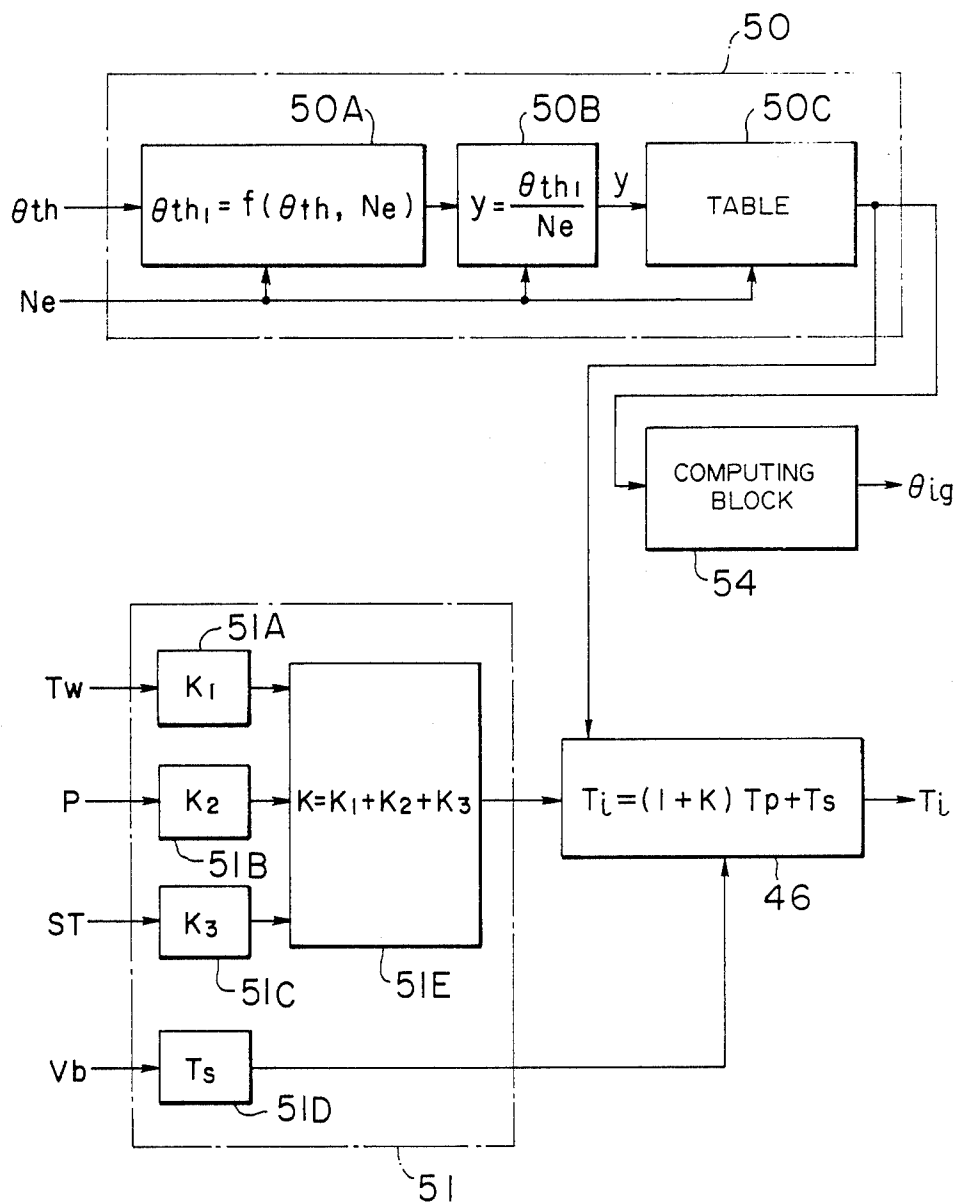 50
50A
50B
50C
θth
θth₁ = f(θth, Ne)
y = θth₁ / Ne
y
TABLE
Ne
COMPUTING
BLOCK
θig
54
51A
Tw
K₁
P
K₂
K=K₁+K₂+K₃
Ti=(1+K) Tp+Ts
Ti
51B
46
ST
K₃
51C
51E
Vb
Ts
51D
51